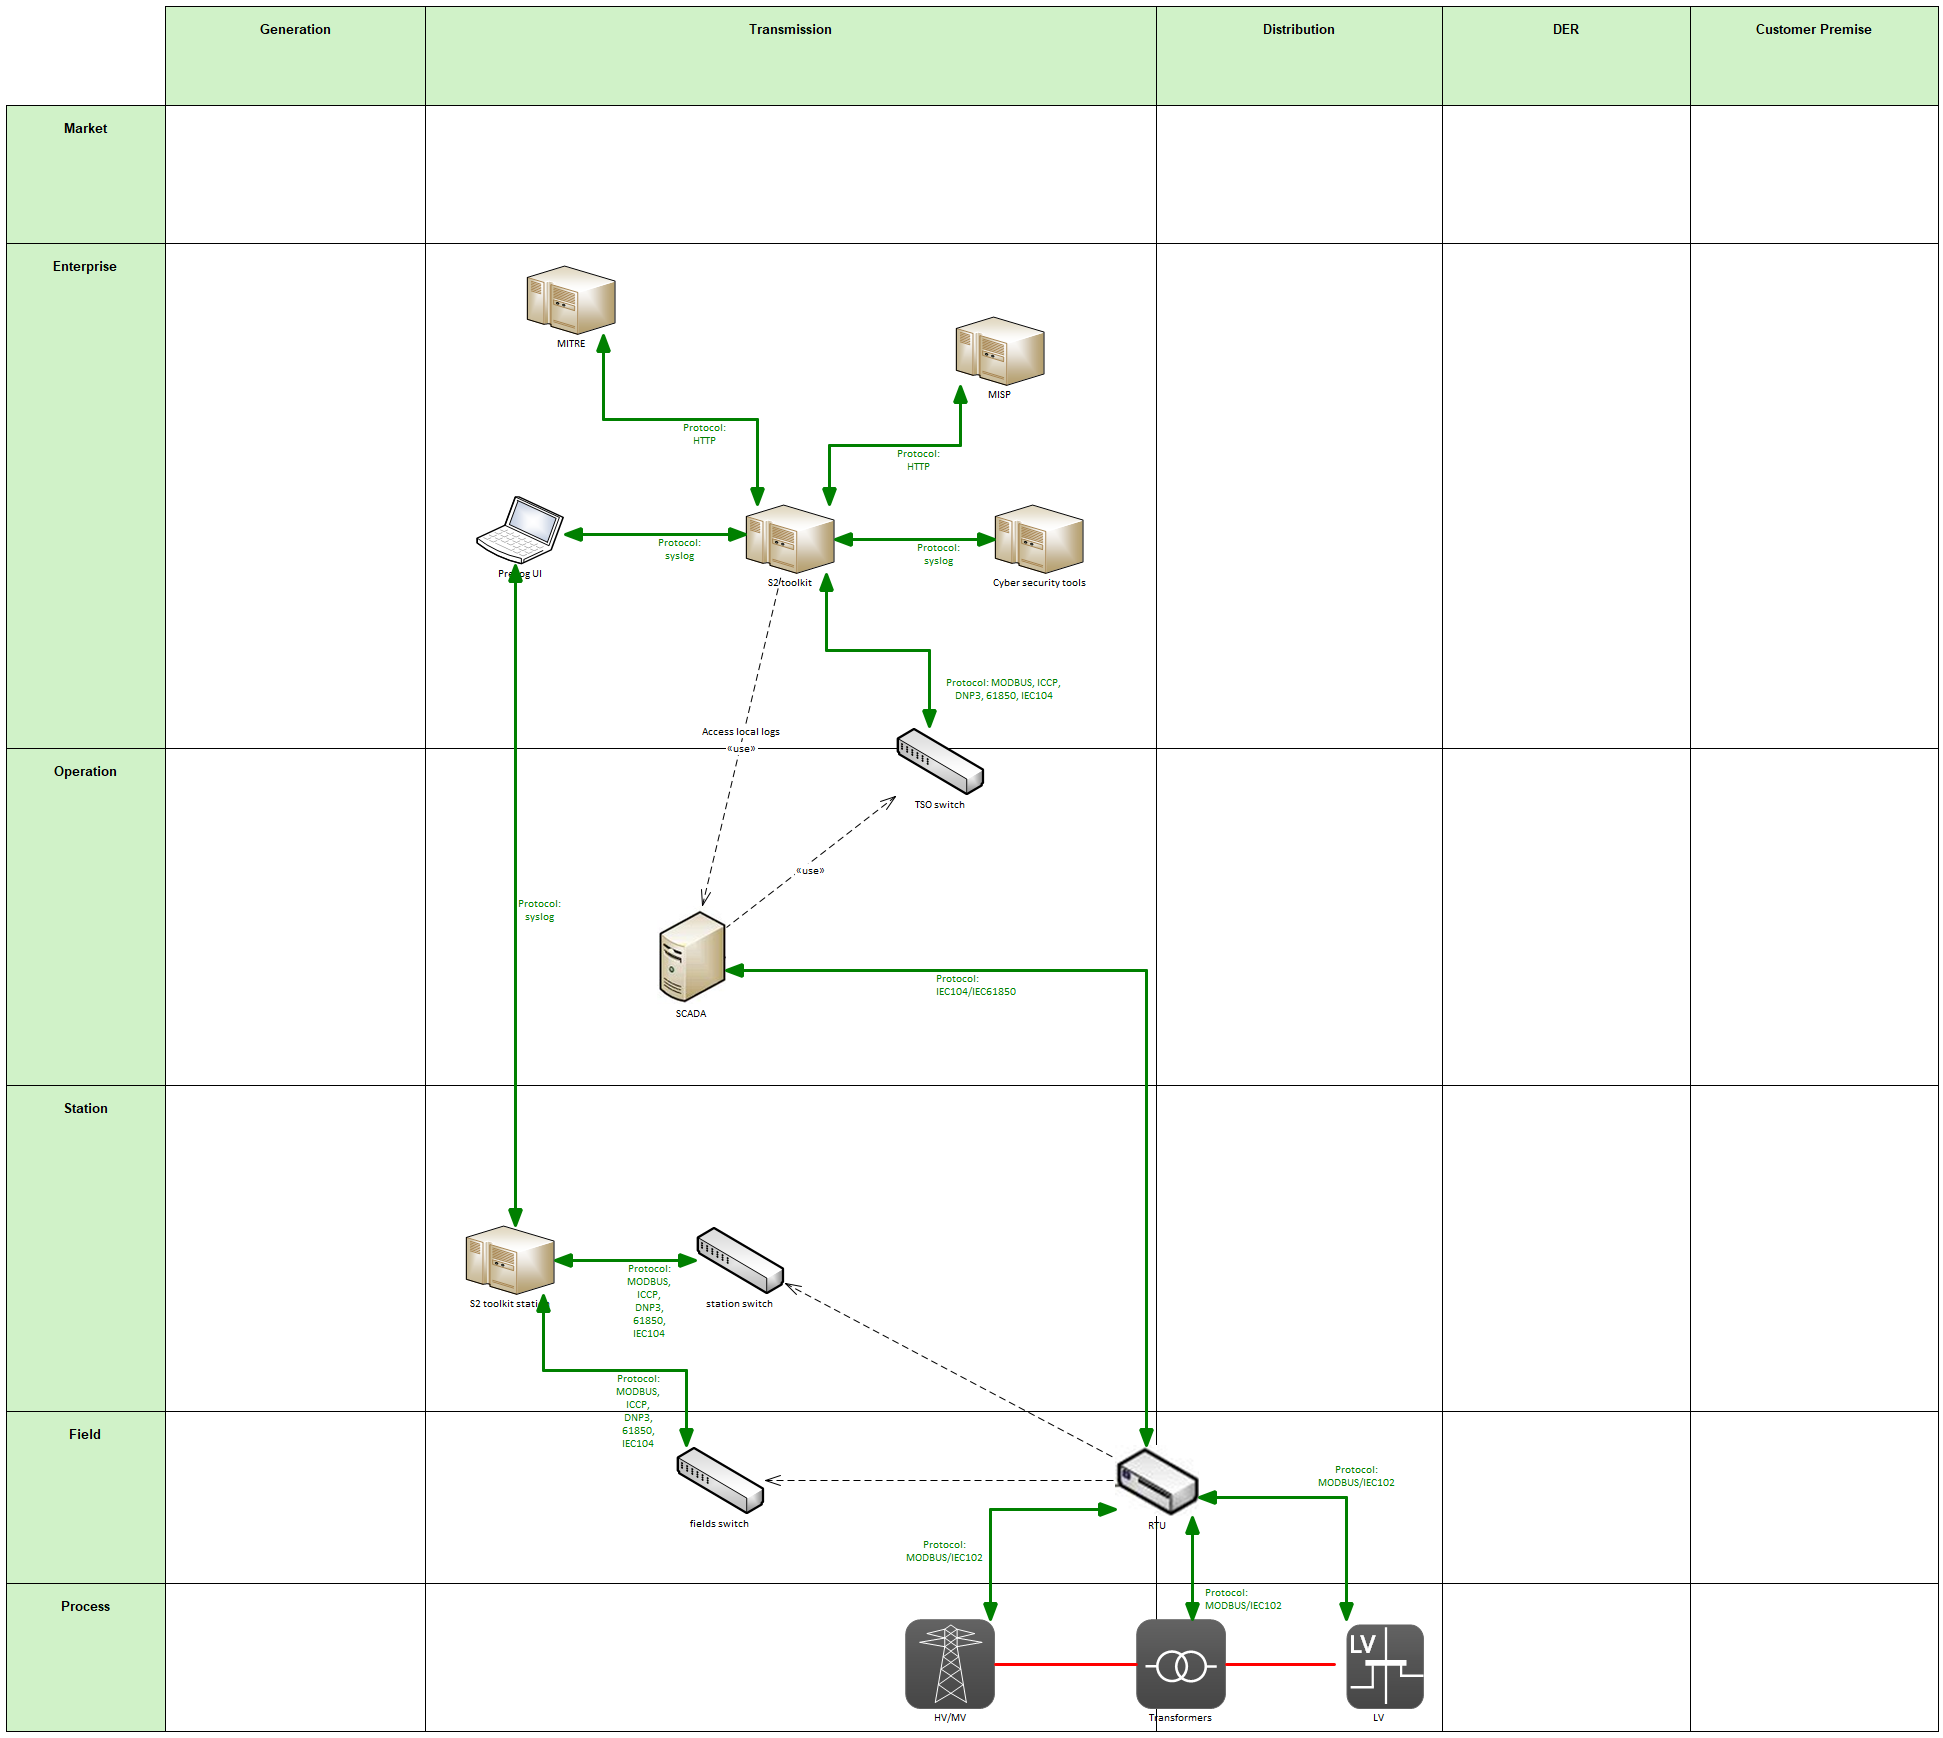 Generation
Transmission
Distribution
DER
Customer Premise
Market
Enterprise
MITRE
MISP
Protocol:
HTTP
Protocol:
HTTP
Protocol:
syslog
Protocol:
syslog
UI
S2 toolkit
Cyber security tools
Protocol: MODBUS, ICCP,
DNP3, 61850, IEC104
Access local logs
«use»
Operation
TSO switch
«use»
Protocol:
syslog
Protocol:
IEC104/IEC61850
SCADA
Station
Protocol:
MODBUS,
ICCP,
DNP3,
61850,
IEC104
S2 toolkit station
station switch
Protocol:
MODBUS,
ICCP,
DNP3,
61850,
IEC104
Field
Protocol:
MODBUS/IEC102
fields switch
RTU
Protocol:
MODBUS/IEC102
Process
Protocol:
MODBUS/IEC102
LV
HV/MV
Transformers
LV